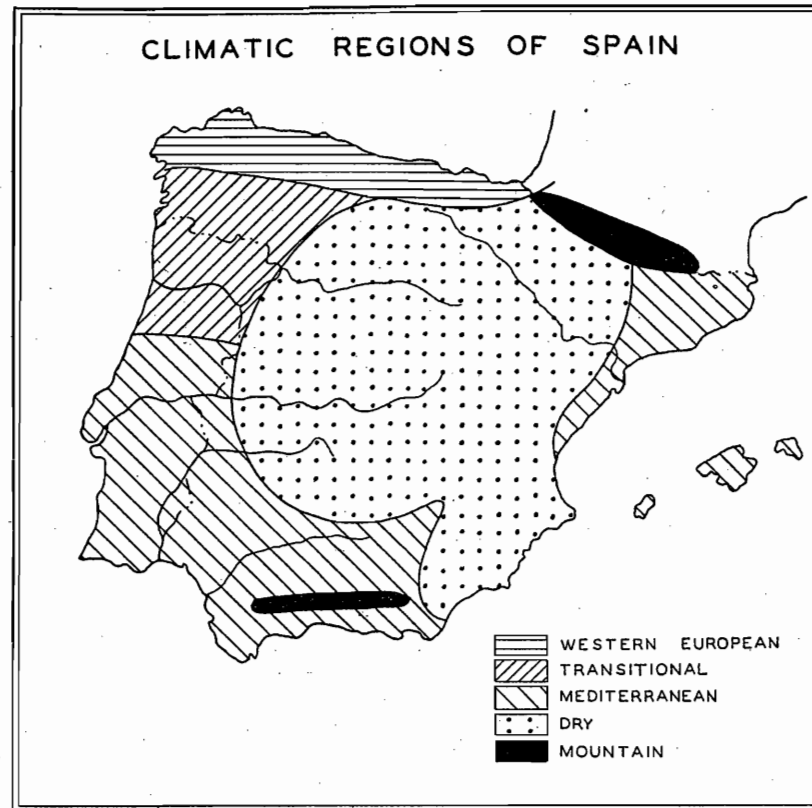 CLIMATIC REGIONS OF SPAIN
WESTERN EUROPEAN
TRANSITIONAL
MEDITERRANEAN
DRY
MOUNTAIN